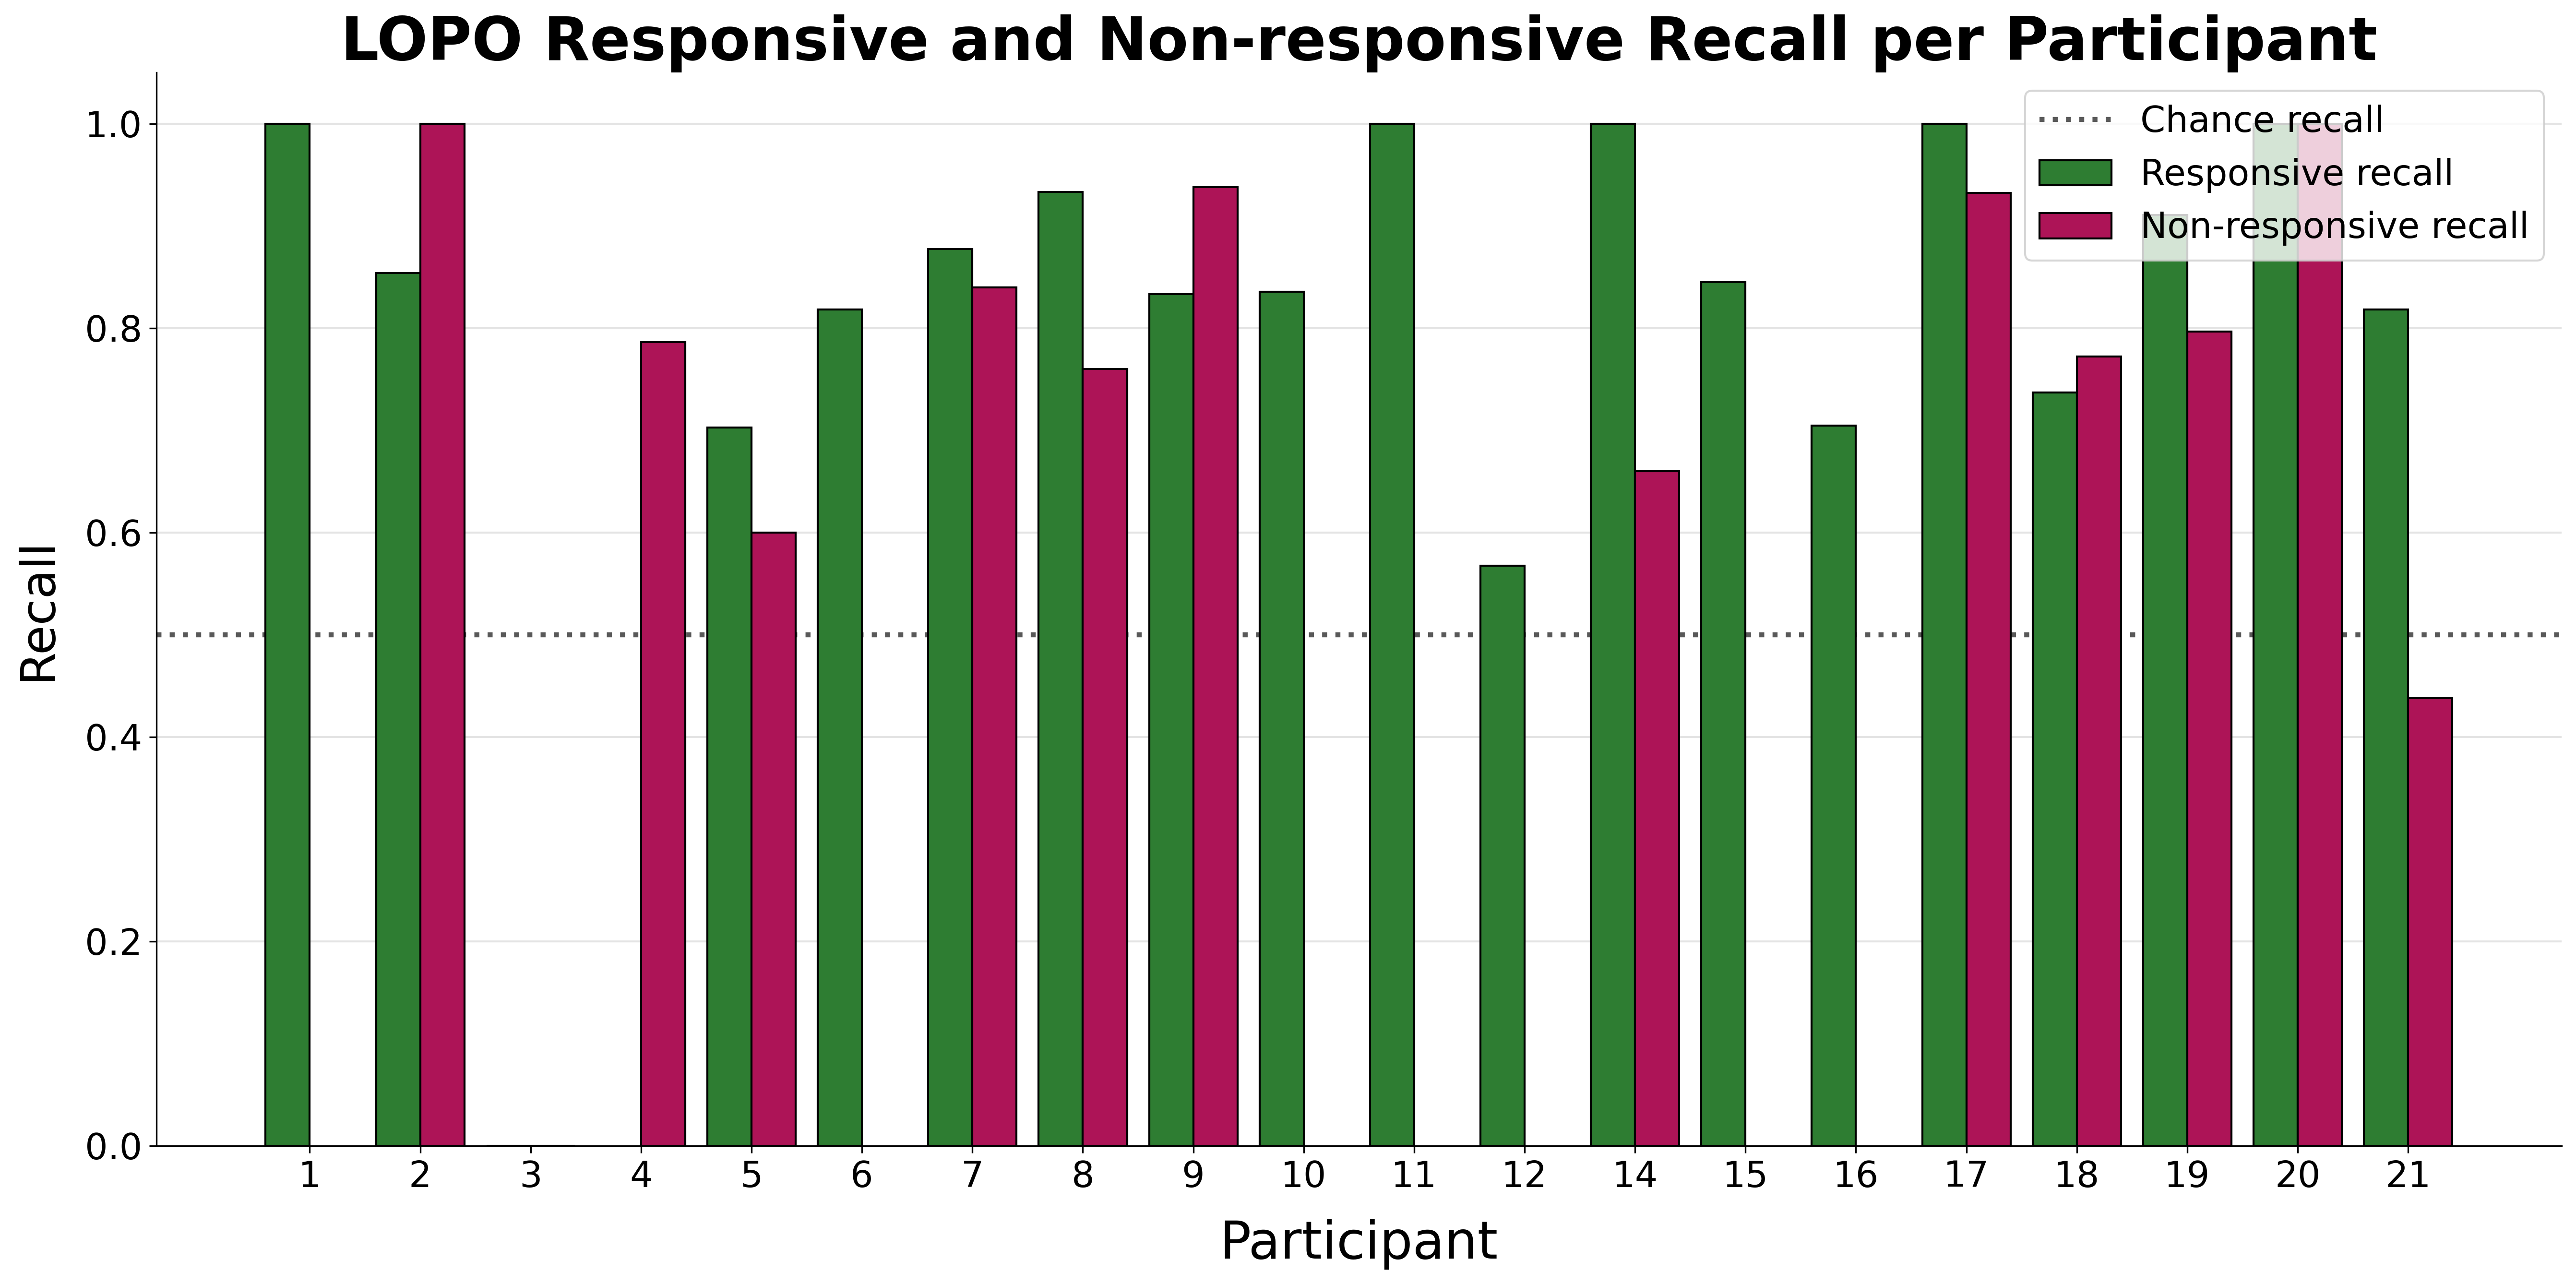 LOPO Responsive and Non-responsive Recall per Participant
Chance recall
Responsive recall
Non-responsive recall
Recall
1.0
0.8
0.6
0.4
0.2
0.0
1 2 3 4 5 6 7 8 9 10 11 12 14 15 16 17 18 19 20 21
Participant